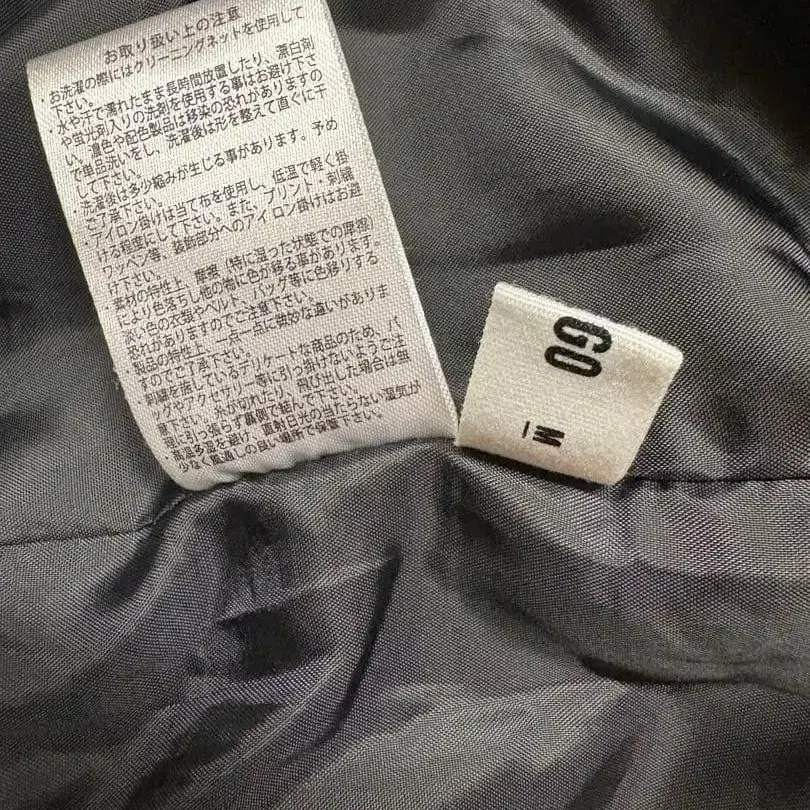 お取り扱い上の注意
・お洗濯の際にはクリーニングネットを使用して
下さい。
・水や汗で濡れたまま長時間放置したり、漂白剤
や蛍光剤入りの洗剤を使用する事はお避け下さ
い。濃色や配色製品は移染の恐れがありますの
で単品洗いをし、洗濯後は形を整えて直ぐに干
して下さい。
・洗濯後は多少縮みが生じる事があります。予め
ご了承下さい。
・アイロン掛けは当て布を使用し、低温で軽く掛
ける程度にして下さい。また、プリント・刺繍
ワッペン等、装飾部分へのアイロン掛けはお避
け下さい。
・素材の特性上、摩擦（特に湿った状態での摩擦）
により色落ちし他の物に色が移る事があります。
淡い色の衣類やベルト、バッグ等に色移りする
恐れがありますのでご注意下さい。
・製品の特性上、一点一点に微妙な違いがありま
すのでご了承下さい。
・刺繍を施しているデリケートな商品のため、バ
ッグやアクセサリー等に引っ掛けないようご注
意下さい。糸が切れたり、飛び出した場合は無
理に引っ張らず裏側で結んで下さい。
・高温多湿を避け、直射日光の当たらない湿気が
少なく風通しの良い場所で保管下さい。
GO
M